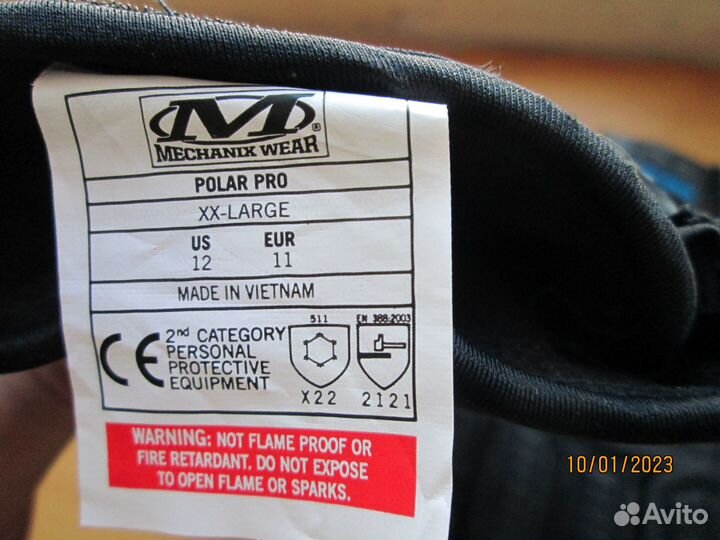 M®
MECHANIX WEAR
POLAR PRO
XX-LARGE
US EUR
12 11
MADE IN VIETNAM
CE
2nd CATEGORY
PERSONAL
PROTECTIVE
EQUIPMENT
511 EN 388:2003
X22 2121
WARNING: NOT FLAME PROOF OR
FIRE RETARDANT. DO NOT EXPOSE
TO OPEN FLAME OR SPARKS.
10/01/2023
Avito